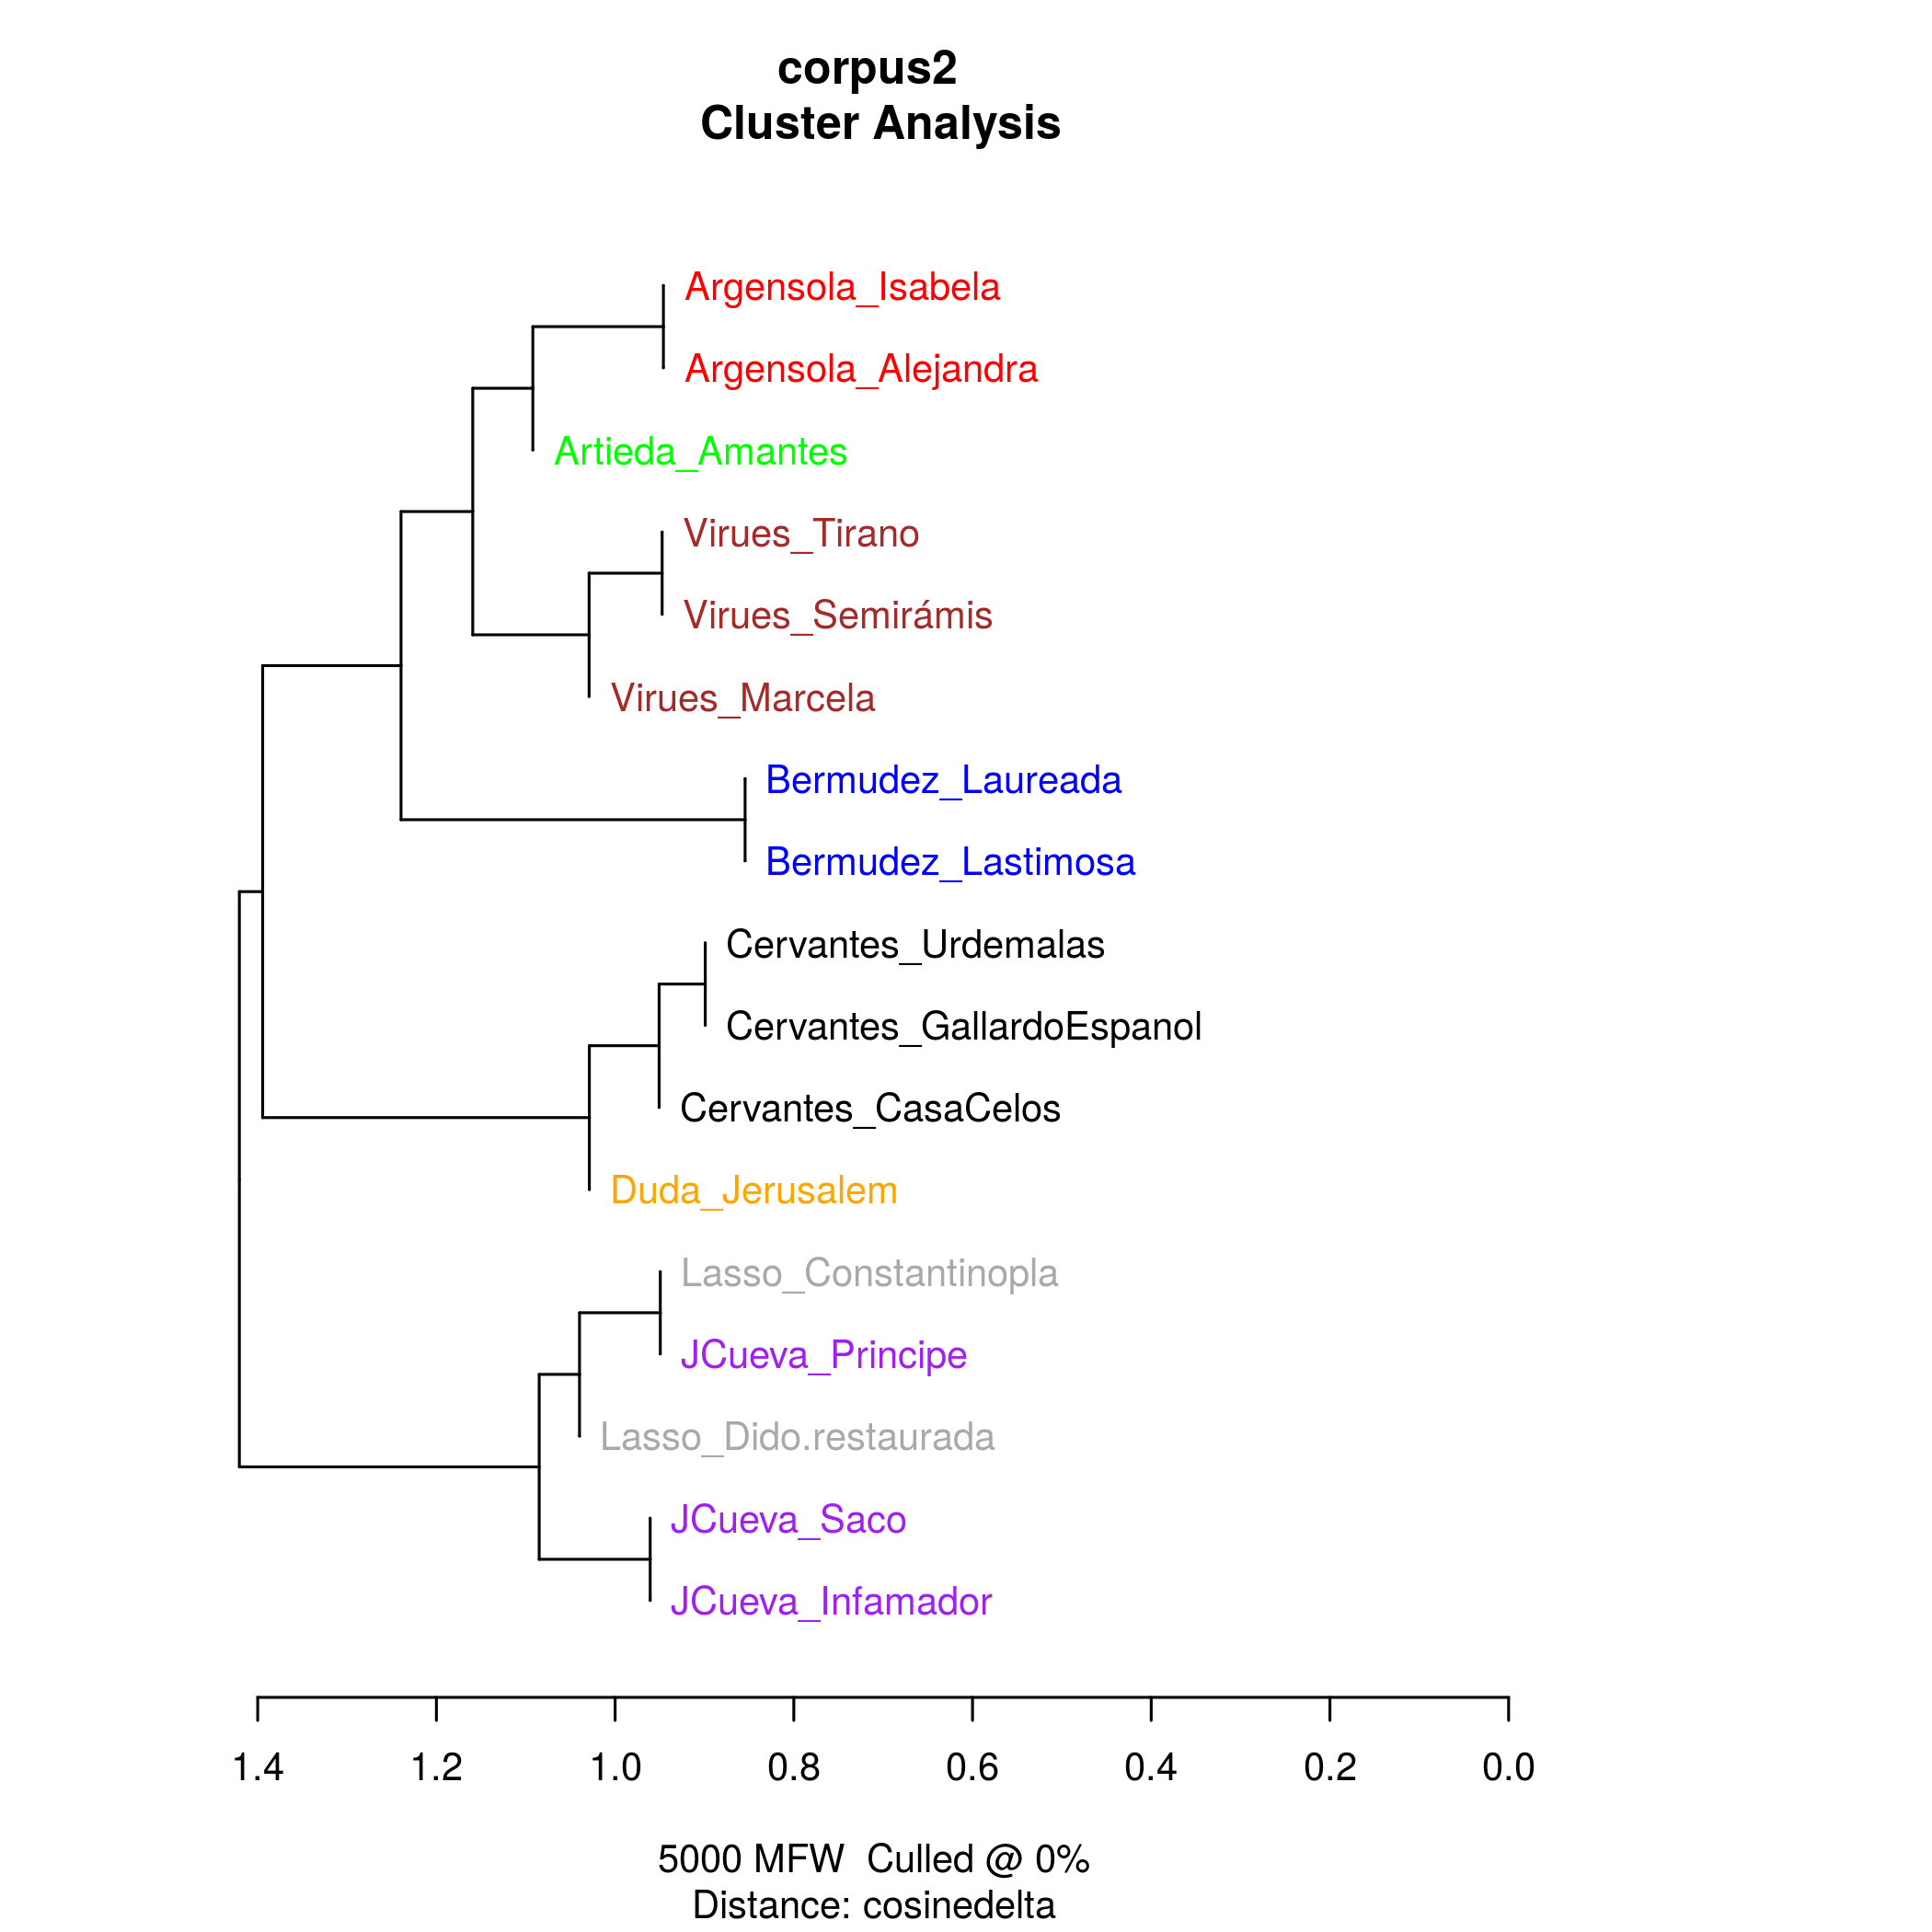 corpus2
Cluster Analysis
Argensola_Isabela
Argensola_Alejandra
Artieda_Amantes
Virues_Tirano
Virues_Semirámis
Virues_Marcela
Bermudez_Laureada
Bermudez_Lastimosa
Cervantes_Urdemalas
Cervantes_GallardoEspanol
Cervantes_CasaCelos
Duda_Jerusalem
Lasso_Constantinopla
JCueva_Principe
Lasso_Dido.restaurada
JCueva_Saco
JCueva_Infamador
1.4 1.2 1.0 0.8 0.6 0.4 0.2 0.0
5000 MFW  Culled @ 0%
Distance: cosinedelta